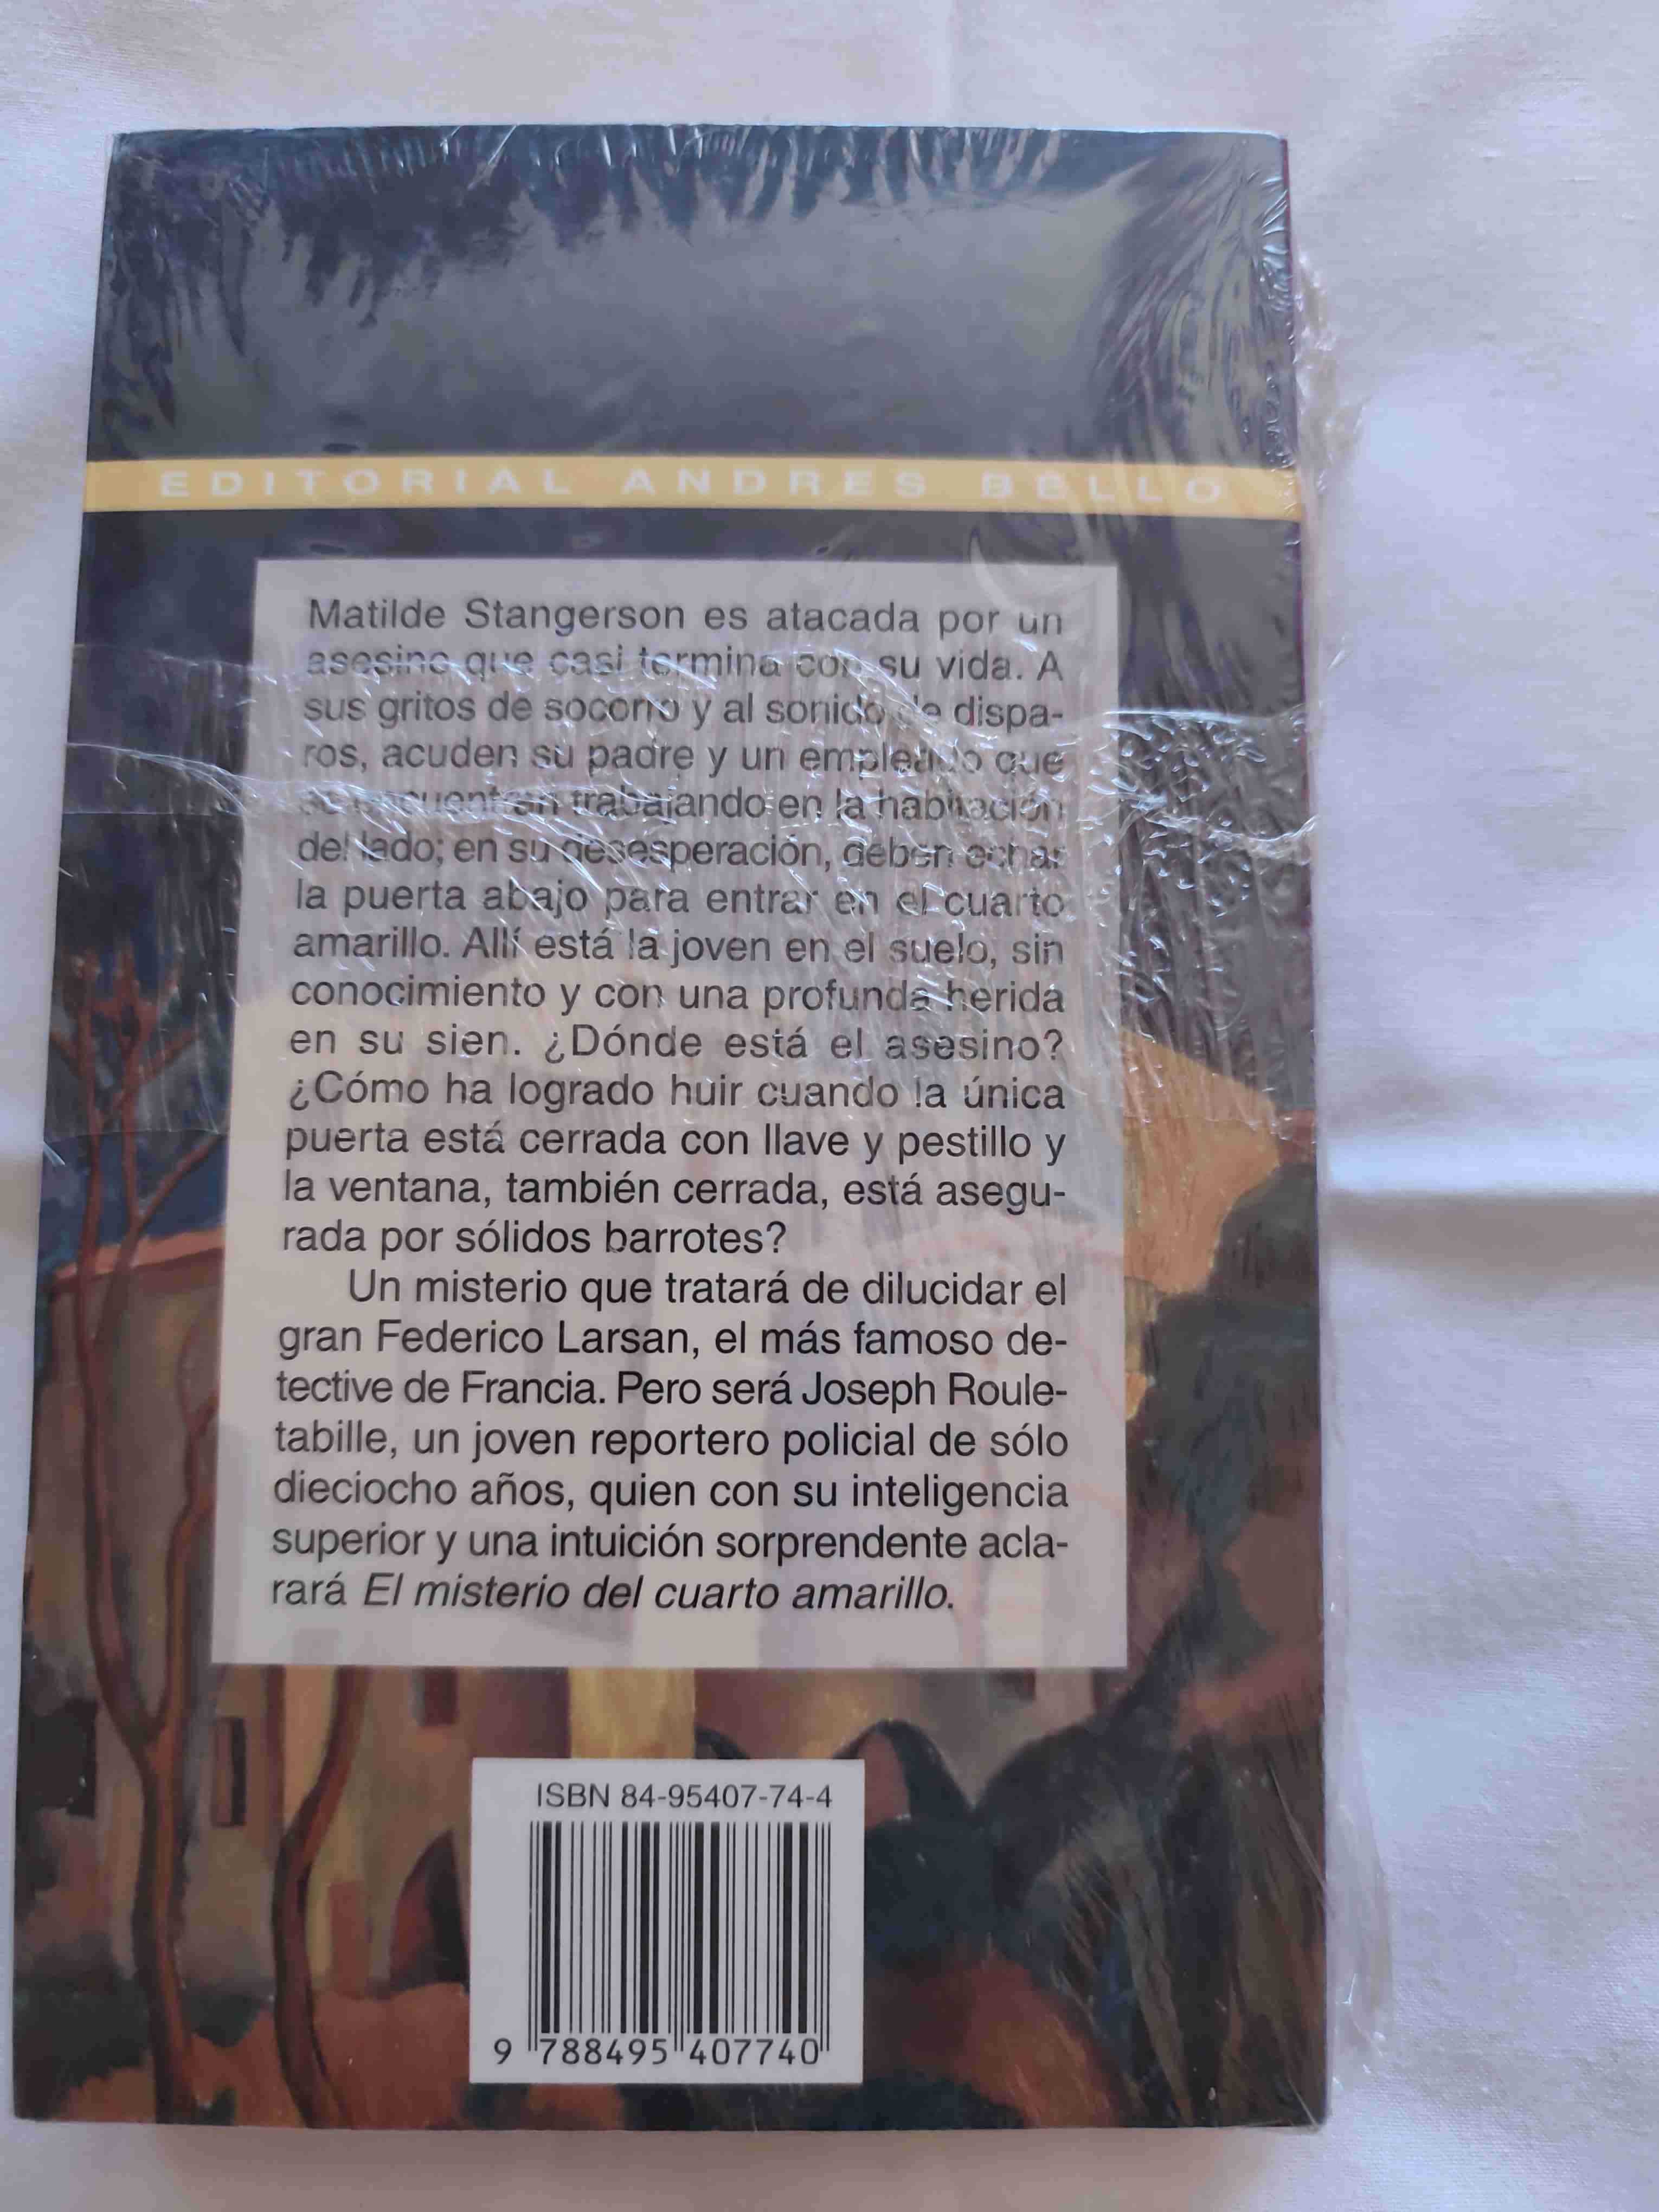 EDITORIAL ANDRES BELLO
Matilde Stangerson es atacada por un
asesino que casi termina con su vida. A
sus gritos de socorro y al sonido de dispa-
ros, acuden su padre y un empleado que
se encuentran trabajando en la habitación
del lado; en su desesperación, deben echar
la puerta abajo para entrar en el cuarto
amarillo. Allí está la joven en el suelo, sin
conocimiento y con una profunda herida
en su sien. ¿Dónde está el asesino?
¿Cómo ha logrado huir cuando la única
puerta está cerrada con llave y pestillo y
la ventana, también cerrada, está asegu-
rada por sólidos barrotes?
Un misterio que tratará de dilucidar el
gran Federico Larsan, el más famoso de-
tective de Francia. Pero será Joseph Roule-
tabille, un joven reportero policial de sólo
dieciocho años, quien con su inteligencia
superior y una intuición sorprendente acla-
rará El misterio del cuarto amarillo.
ISBN 84-95407-74-4
9 788495 407740